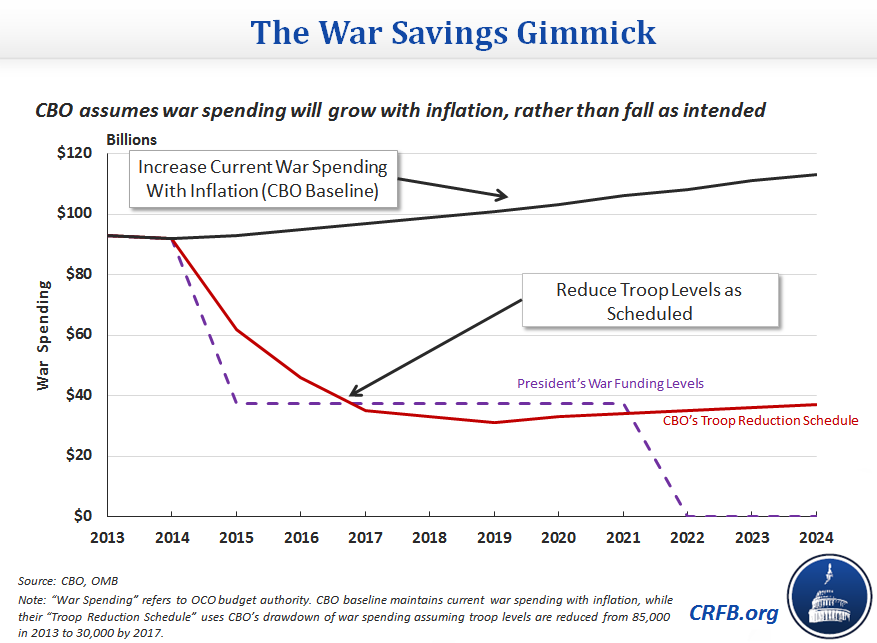 The War Savings Gimmick
CBO assumes war spending will grow with inflation, rather than fall as intended
Billions
$120
$100
$80
$60
$40
$20
$0
War Spending
Increase Current War Spending
With Inflation (CBO Baseline)
Reduce Troop Levels as
Scheduled
President's War Funding Levels
CBO's Troop Reduction Schedule
2013 2014 2015 2016 2017 2018 2019 2020 2021 2022 2023 2024
Source: CBO, OMB
Note: "War Spending" refers to OCO budget authority. CBO baseline maintains current war spending with inflation, while
their "Troop Reduction Schedule" uses CBO's drawdown of war spending assuming troop levels are reduced from 85,000
in 2013 to 30,000 by 2017.
CRFB.org